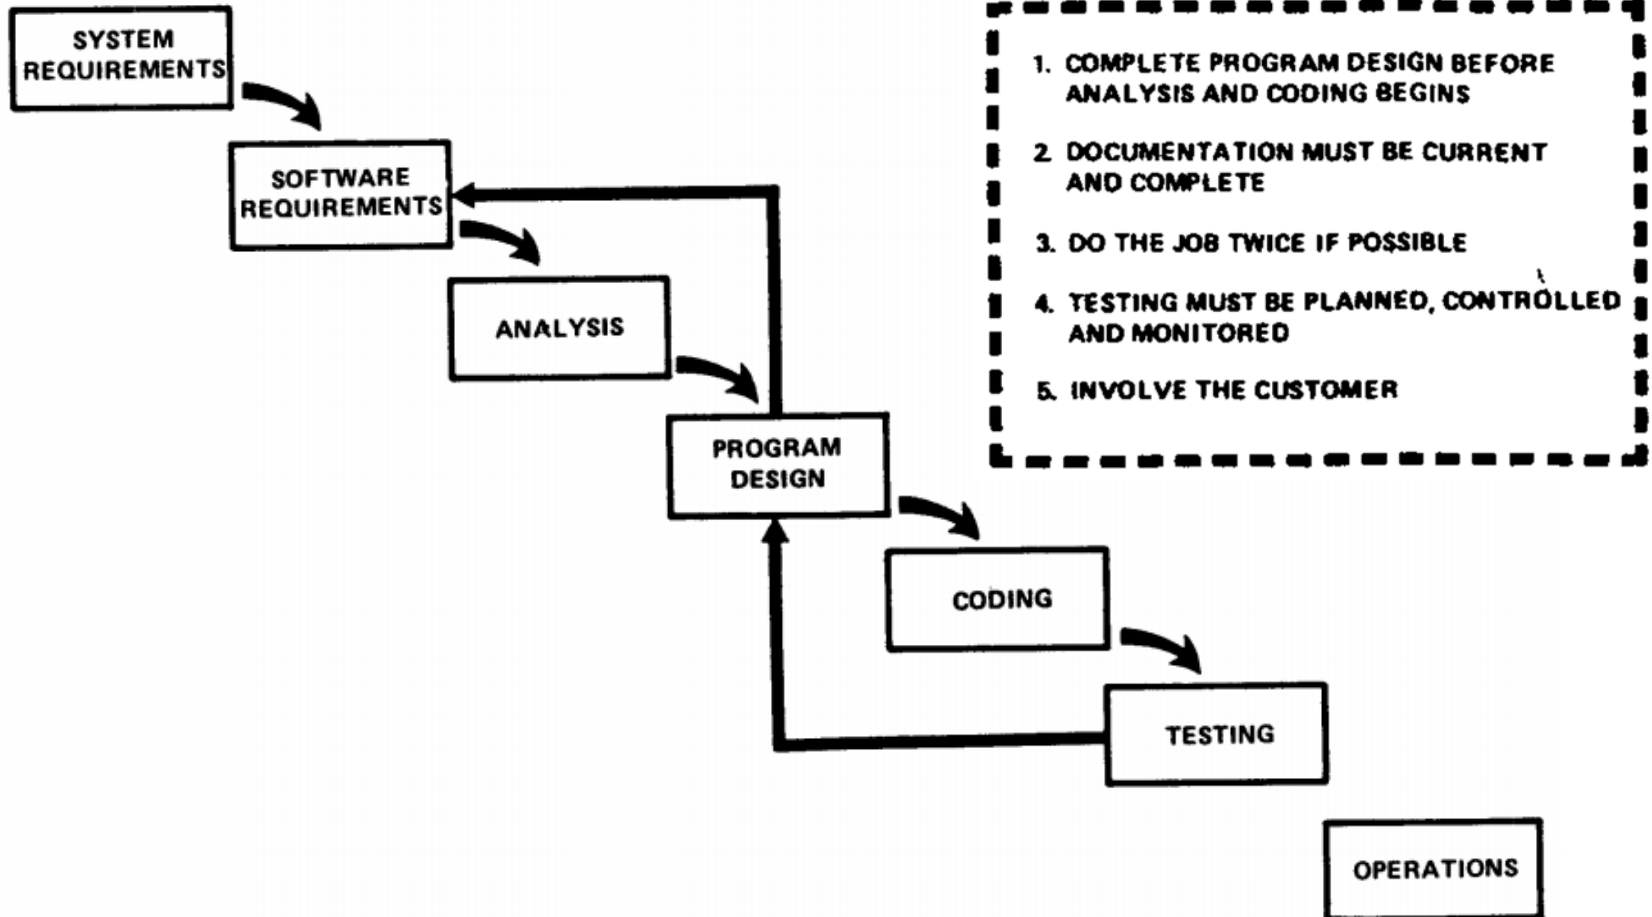 SYSTEM
REQUIREMENTS
SOFTWARE
REQUIREMENTS
ANALYSIS
PROGRAM
DESIGN
CODING
TESTING
OPERATIONS
1. COMPLETE PROGRAM DESIGN BEFORE
ANALYSIS AND CODING BEGINS
2. DOCUMENTATION MUST BE CURRENT
AND COMPLETE
3. DO THE JOB TWICE IF POSSIBLE
4. TESTING MUST BE PLANNED, CONTROLLED
AND MONITORED
5. INVOLVE THE CUSTOMER